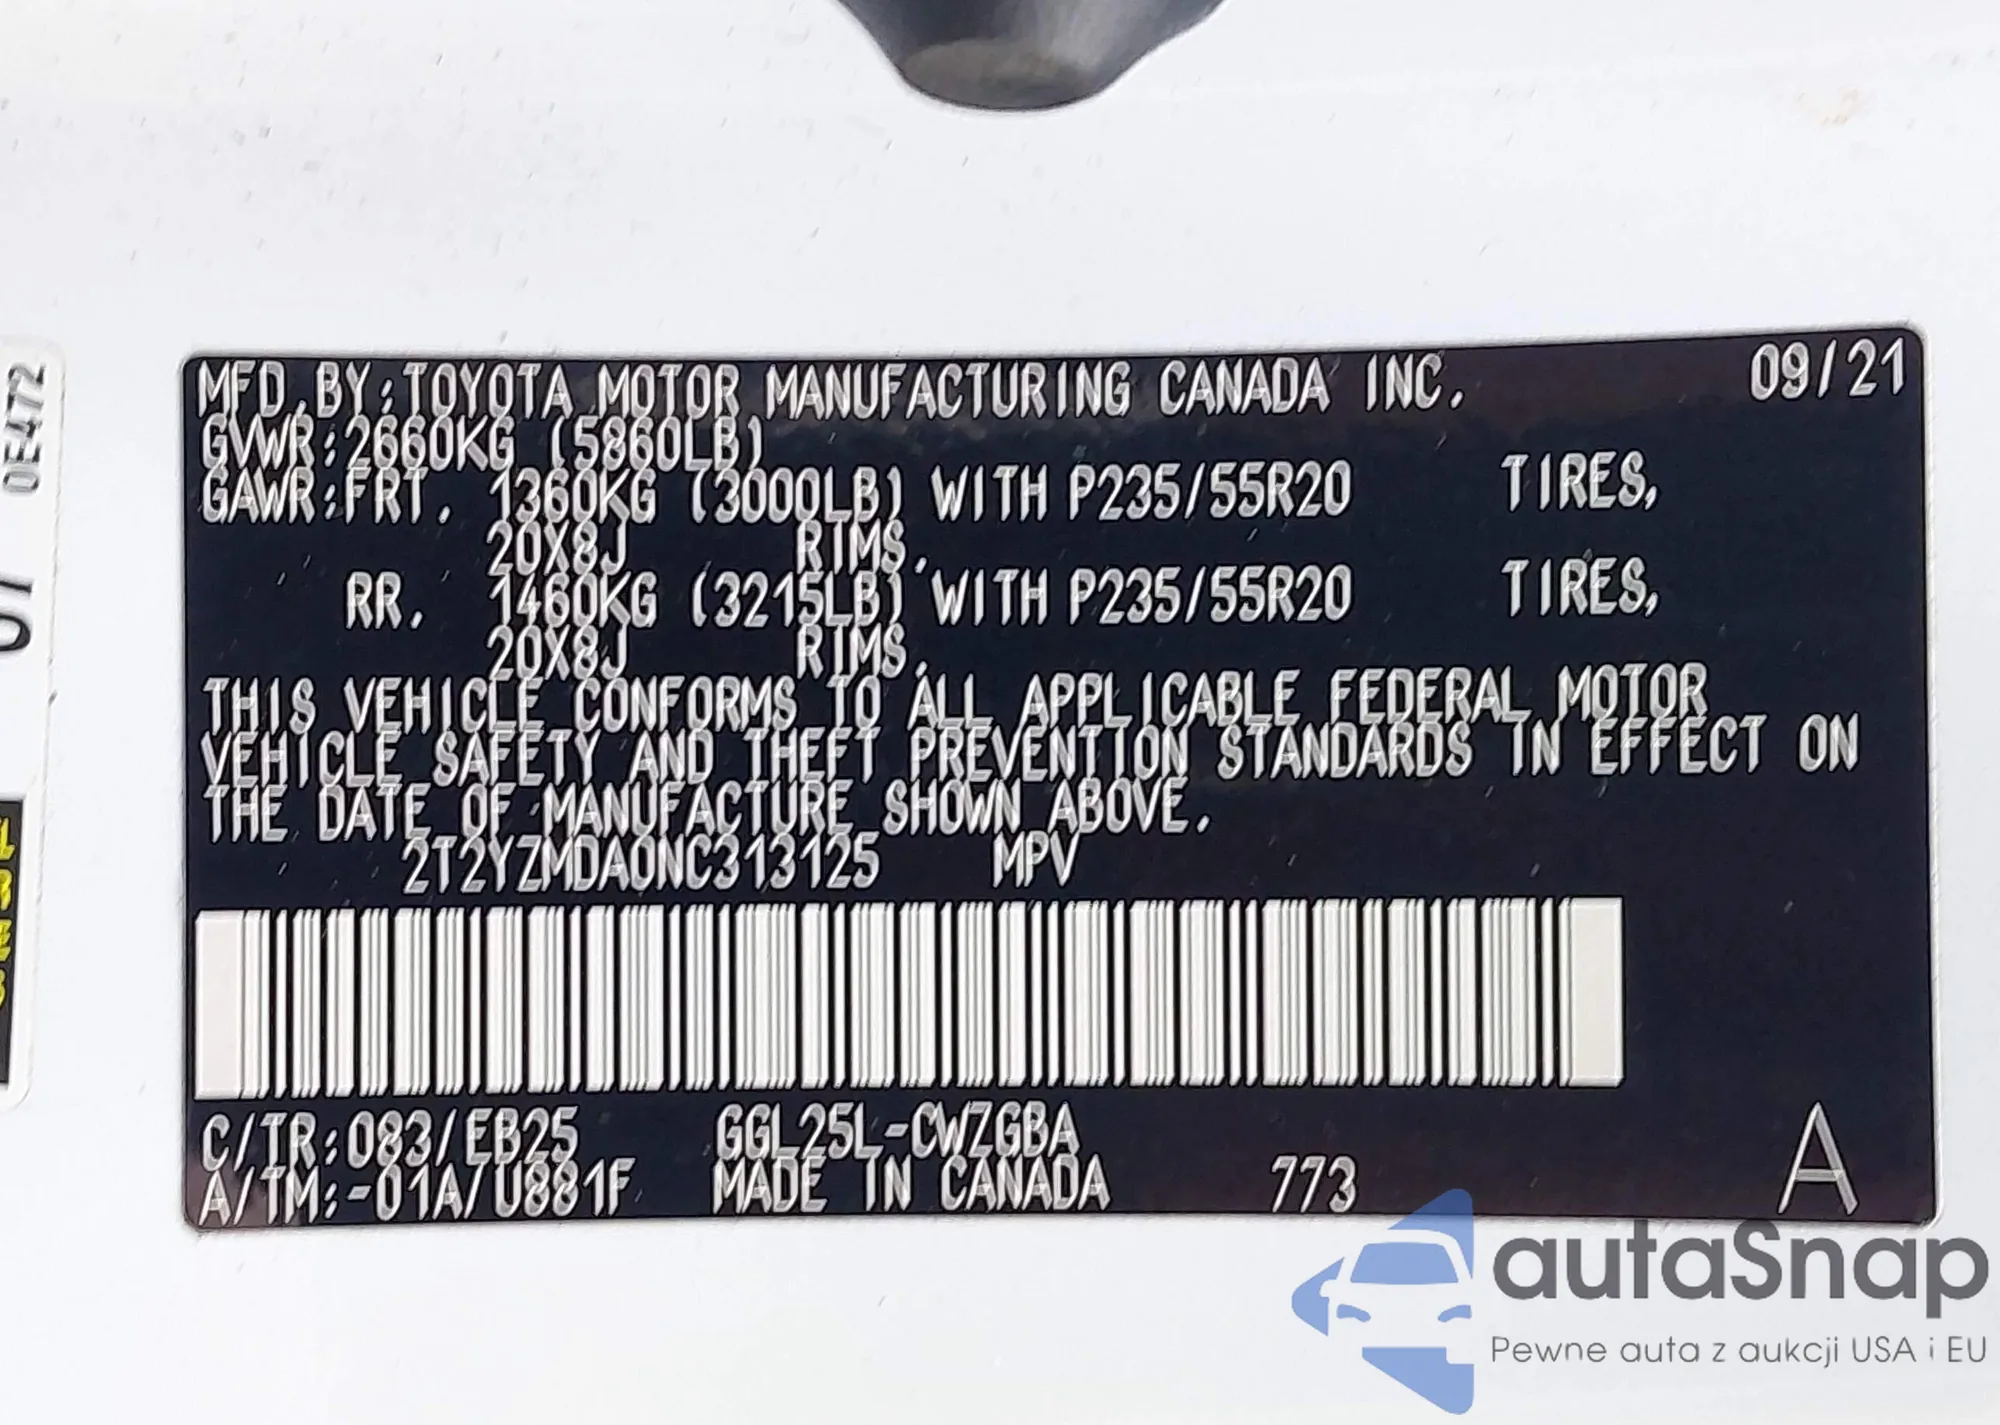 MFD.BY:TOYOTA MOTOR MANUFACTURING CANADA INC. 09/21
GVWR:2660KG (5860LB)
GAWR:FRT. 1360KG (3000LB) WITH P235/55R20 TIRES,
20X8J RIMS,
RR. 1460KG (3215LB) WITH P235/55R20 TIRES,
20X8J RIMS.
THIS VEHICLE CONFORMS TO ALL APPLICABLE FEDERAL MOTOR
VEHICLE SAFETY AND THEFT PREVENTION STANDARDS IN EFFECT ON
THE DATE OF MANUFACTURE SHOWN ABOVE.
2T2YZMDA0NC313125 MPV
C/TR:083/EB25 GGL25L-CWZGBA
A/TM:-01A/U881F MADE IN CANADA 773 A
0E472
autaSnap
Pewne auta z aukcji USA i EU